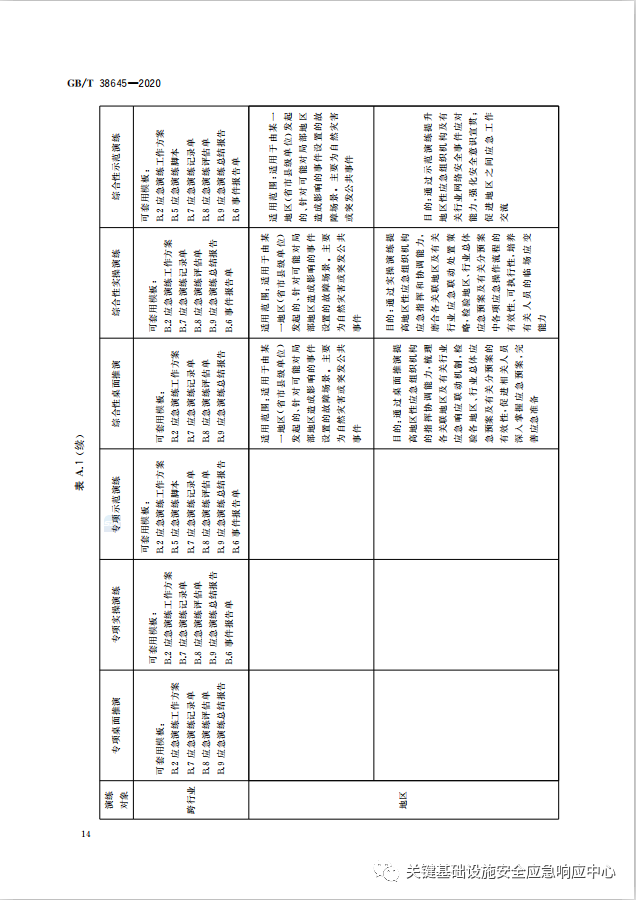 GB/T 38645—2020
表 A.1（续）
演练
对象
专项桌面推演
专项实操演练
专项示范演练
综合性桌面推演
综合性实操演练
综合性示范演练
跨行业
可套用模板：
B.2 应急演练工作方案
B.7 应急演练记录单
B.8 应急演练评估单
B.9 应急演练总结报告
可套用模板：
B.2 应急演练工作方案
B.7 应急演练记录单
B.8 应急演练评估单
B.9 应急演练总结报告
B.6 事件报告单
可套用模板：
B.2 应急演练工作方案
B.5 应急演练脚本
B.7 应急演练记录单
B.8 应急演练评估单
B.9 应急演练总结报告
B.6 事件报告单
可套用模板：
B.2 应急演练工作方案
B.7 应急演练记录单
B.8 应急演练评估单
B.9 应急演练总结报告
可套用模板：
B.2 应急演练工作方案
B.7 应急演练记录单
B.8 应急演练评估单
B.9 应急演练总结报告
B.6 事件报告单
可套用模板：
B.2 应急演练工作方案
B.5 应急演练脚本
B.7 应急演练记录单
B.8 应急演练评估单
B.9 应急演练总结报告
B.6 事件报告单
地区
适用范围：适用于由某
一地区（省市县级单位）
发起的、针对可能对局
部地区造成影响的事件
设置的故障场景。主要
为自然灾害或突发公共
事件
适用范围：适用于由某
一地区（省市县级单位）
发起的、针对可能对局
部地区造成影响的事件
设置的故障场景。主要
为自然灾害或突发公共
事件
适用范围：适用于由某一
地区（省市县级单位）发起
的、针对可能对局部地区
造成影响的事件设置的故
障场景。主要为自然灾害
或突发公共事件
目的：通过桌面推演提
高地区性应急组织机构
的指挥协调能力，梳理
各关联地区及有关行业
应急响应联动机制，检
验各地区、行业总体应
急预案及有关分预案的
有效性，促进相关人员
深入掌握应急预案，完
善应急准备
目的：通过实操演练提
高地区性应急组织机构
应急指挥和协调能力，
磨合各关联地区及有关
行业应急联动处置策
略，检验地区、行业总体
应急预案及有关分预案
中各项应急操作流程的
有效性、可执行性，培养
有关人员的临场应变
能力
目的：通过示范演练提升
地区性应急组织机构及有
关行业网络安全事件应对
能力，强化安全意识宣贯；
促进地区之间应急工作
交流
14
关键基础设施安全应急响应中心